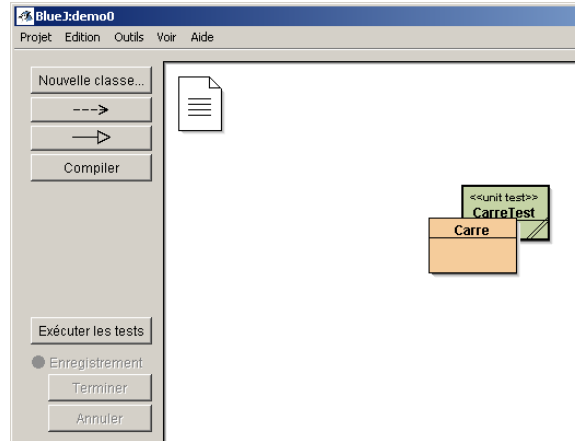 BlueJ:demo0
Projet Edition Outils Voir Aide
Nouvelle classe...
Compiler
<<unit test>>
CarreTest
Carre
Exécuter les tests
Enregistrement
Terminer
Annuler